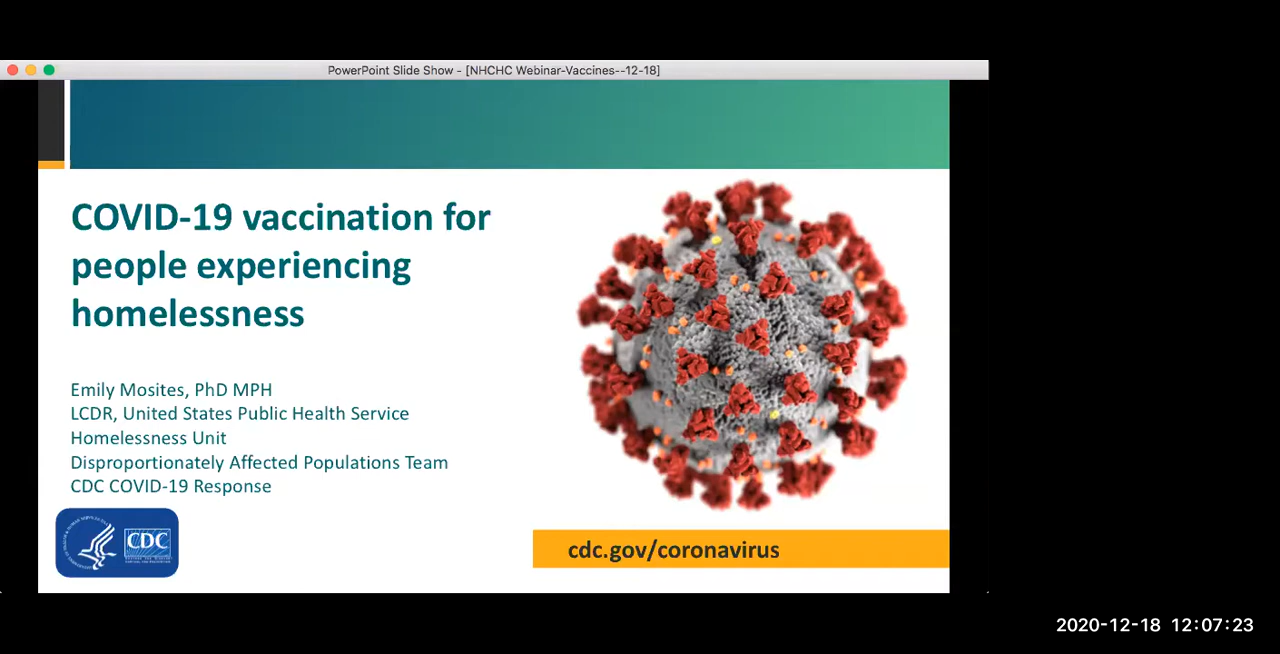 PowerPoint Slide Show - [NHCHC Webinar-Vaccines--12-18]
COVID-19 vaccination for
people experiencing
homelessness
Emily Mosites, PhD MPH
LCDR, United States Public Health Service
Homelessness Unit
Disproportionately Affected Populations Team
CDC COVID-19 Response
CDC
cdc.gov/coronavirus
2020-12-18 12:07:23